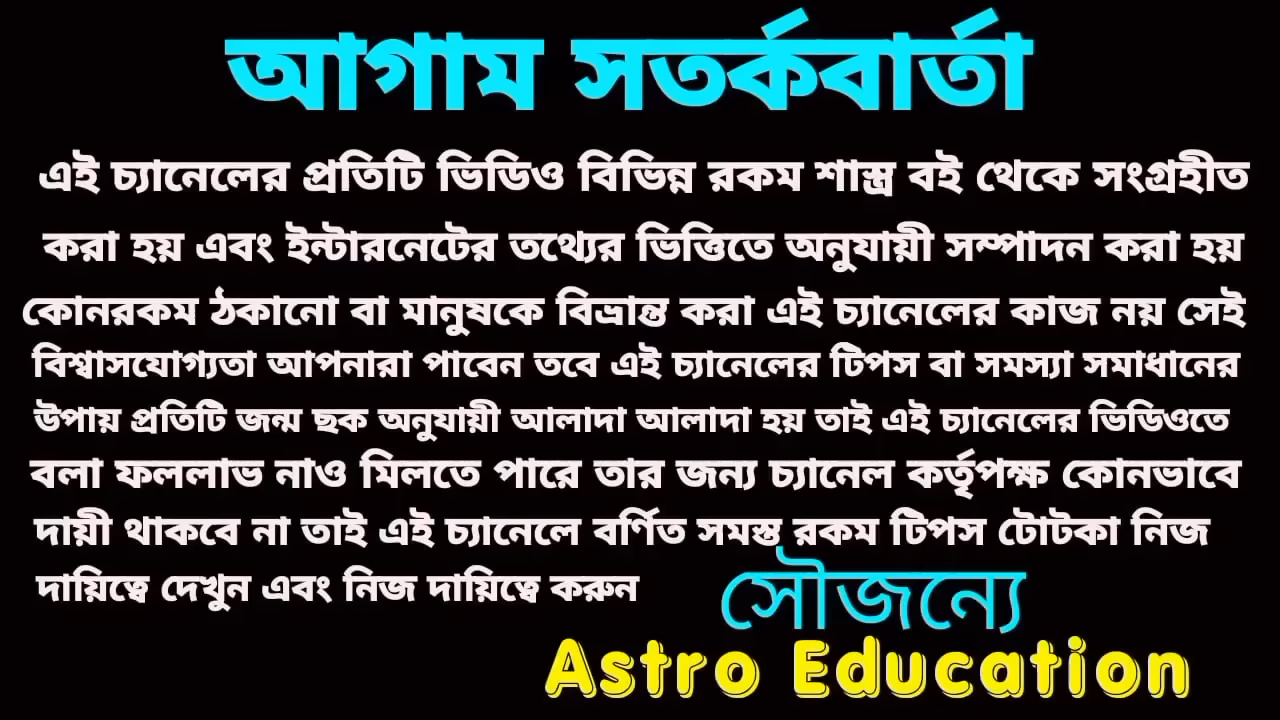 আগাম সতর্কবার্তা
এই চ্যানেলের প্রতিটি ভিডিও বিভিন্ন রকম শাস্ত্র বই থেকে সংগ্রহীত
করা হয় এবং ইন্টারনেটের তথ্যের ভিত্তিতে অনুযায়ী সম্পাদন করা হয়
কোনরকম ঠকানো বা মানুষকে বিভ্রান্ত করা এই চ্যানেলের কাজ নয় সেই
বিশ্বাসযোগ্যতা আপনারা পাবেন তবে এই চ্যানেলের টিপস বা সমস্যা সমাধানের
উপায় প্রতিটি জন্ম ছক অনুযায়ী আলাদা আলাদা হয় তাই এই চ্যানেলের ভিডিওতে
বলা ফললাভ নাও মিলতে পারে তার জন্য চ্যানেল কর্তৃপক্ষ কোনভাবে
দায়ী থাকবে না তাই এই চ্যানেলে বর্ণিত সমস্ত রকম টিপস টোটকা নিজ
দায়িত্বে দেখুন এবং নিজ দায়িত্বে করুন
সৌজন্যে
Astro Education